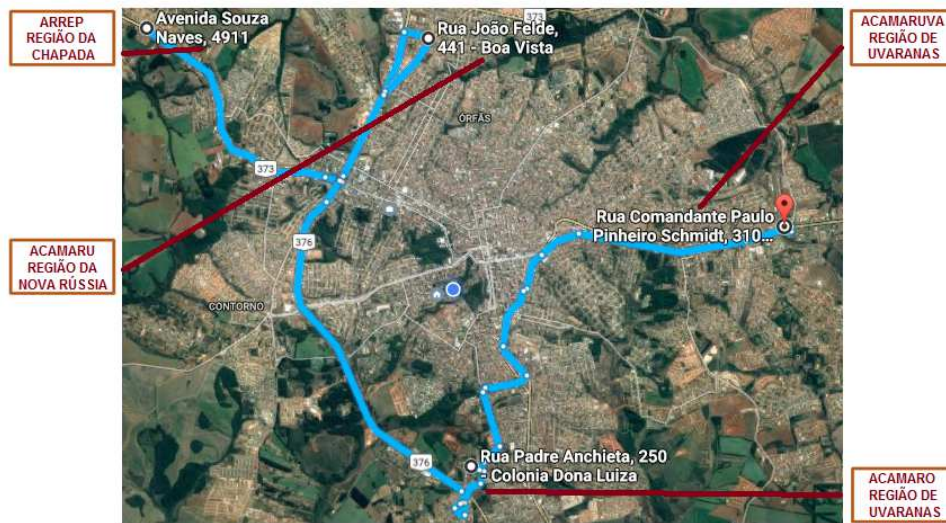 ARREP
REGIÃO DA
CHAPADA
Avenida Souza
Naves, 4911
373
Rua João Felde,
441 - Boa Vista
ACAMARUVA
REGIÃO DE
UVARANAS
ÓRFÃS
373
Rua Comandante Paulo
Pinheiro Schmidt, 310...
ACAMARU
REGIÃO DA
NOVA RÚSSIA
376
CONTORNO
376
Rua Padre Anchieta, 250
- Colonia Dona Luiza
ACAMARO
REGIÃO DE
UVARANAS